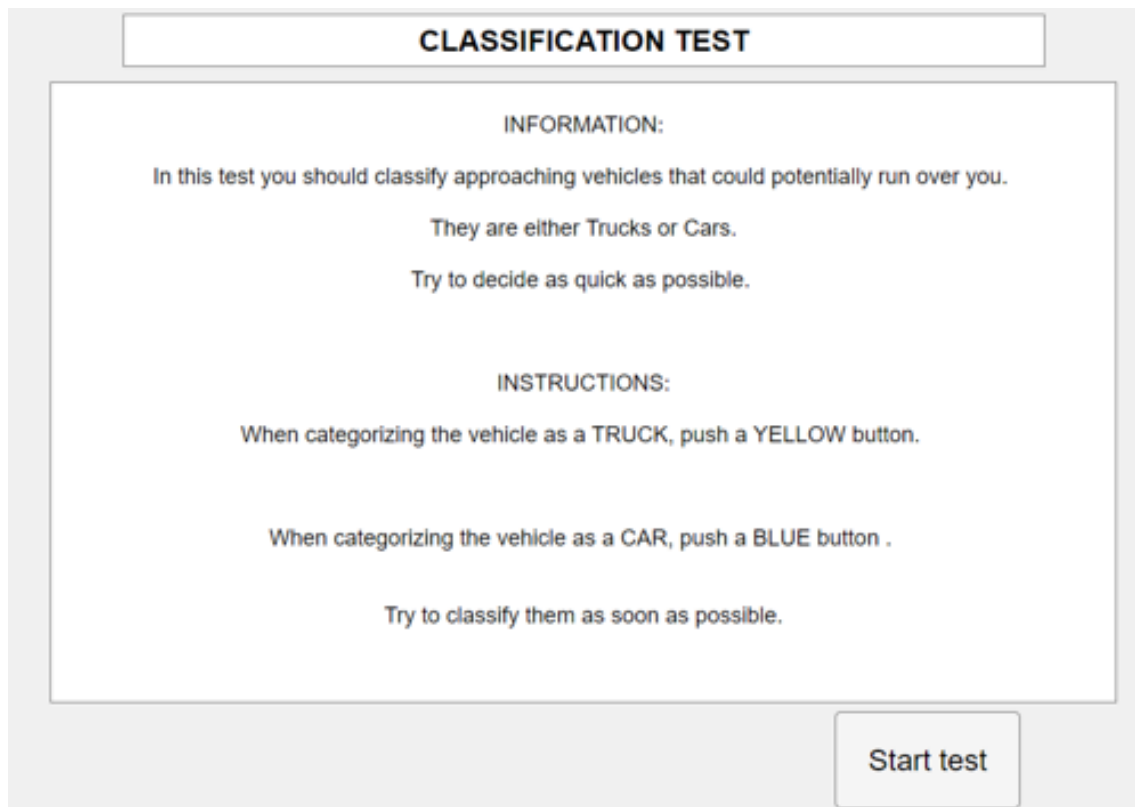 CLASSIFICATION TEST
INFORMATION:
In this test you should classify approaching vehicles that could potentially run over you.
They are either Trucks or Cars.
Try to decide as quick as possible.
INSTRUCTIONS:
When categorizing the vehicle as a TRUCK, push a YELLOW button.
When categorizing the vehicle as a CAR, push a BLUE button .
Try to classify them as soon as possible.
Start test